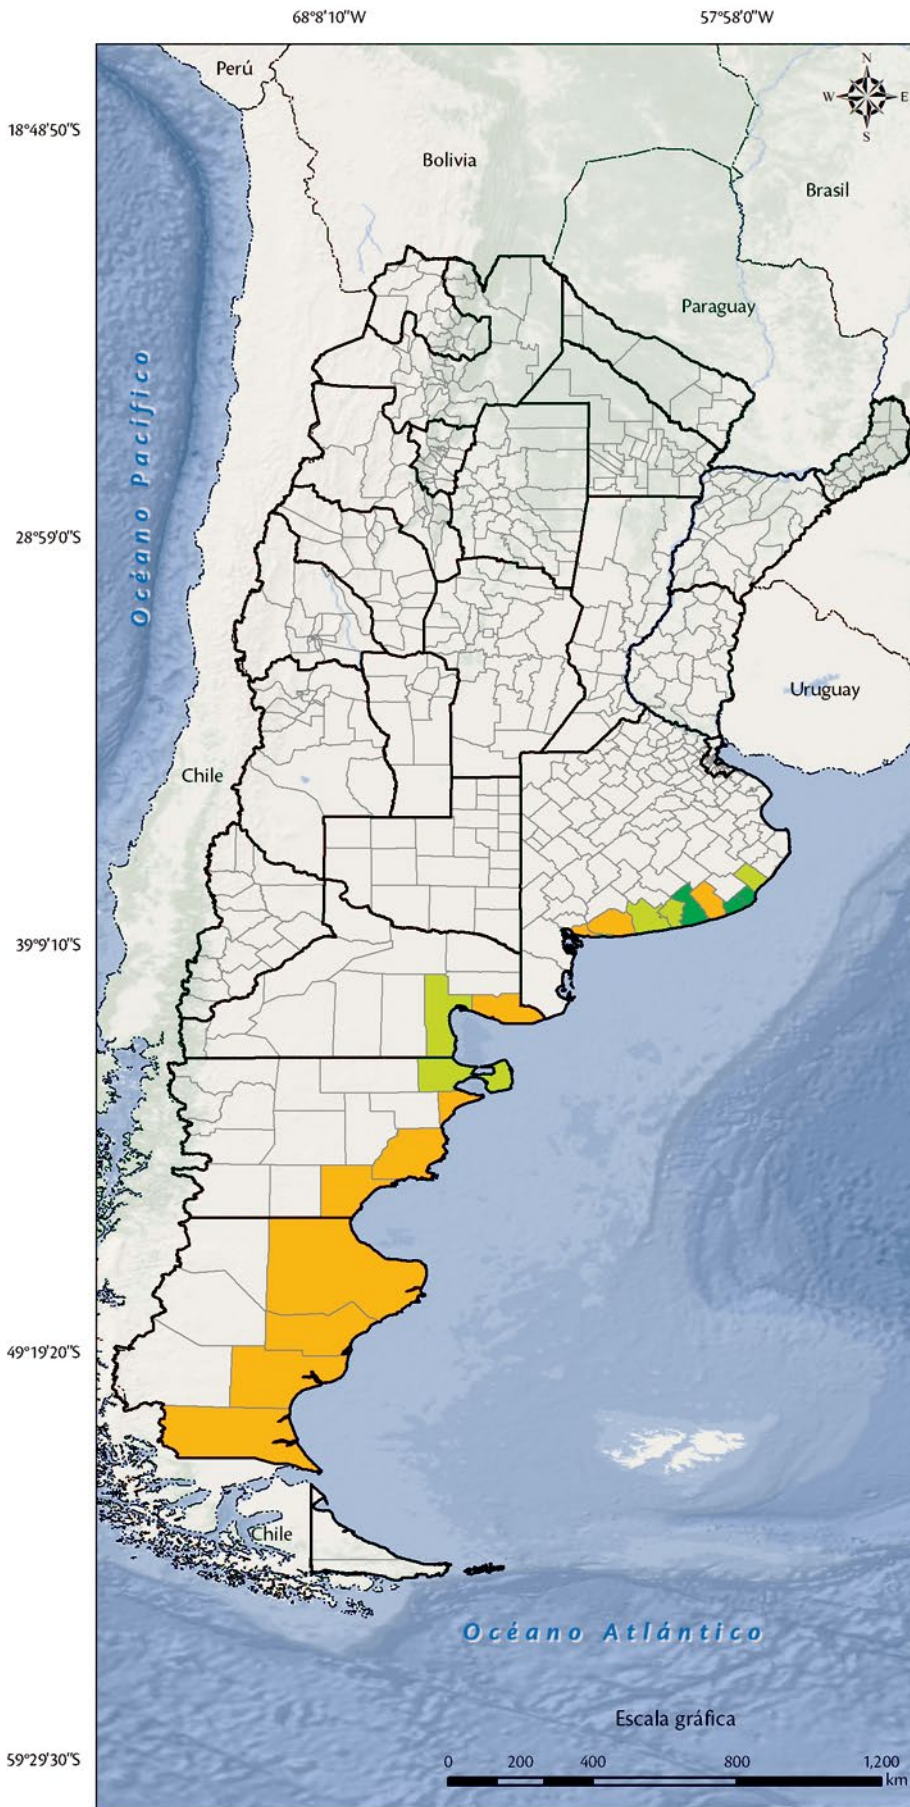 68°8'10"W 57°58'0"W
Perú
N
W E
S
18°48'50"S
Bolivia
Brasil
Paraguay
Océano Pacífico
28°59'0"S
Uruguay
Chile
39°9'10"S
49°19'20"S
Chile
Océano Atlántico
Escala gráfica
59°29'30"S
0 200 400 800 1,200
km